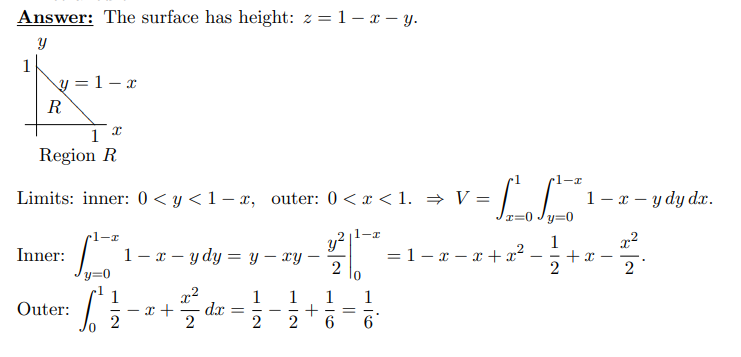 Answer: The surface has height: z = 1 − x − y.
y
1
y = 1 − x
R
1 x
Region R
Limits: inner: 0 < y < 1 − x, outer: 0 < x < 1. ⇒ V = ∫_{x=0}^{1} ∫_{y=0}^{1−x} 1 − x − y dy dx.
Inner: ∫_{y=0}^{1−x} 1 − x − y dy = y − xy − y²/2 |_0^{1−x} = 1 − x − x + x² − 1/2 + x − x²/2.
Outer: ∫_0^1 1/2 − x + x²/2 dx = 1/2 − 1/2 + 1/6 = 1/6.